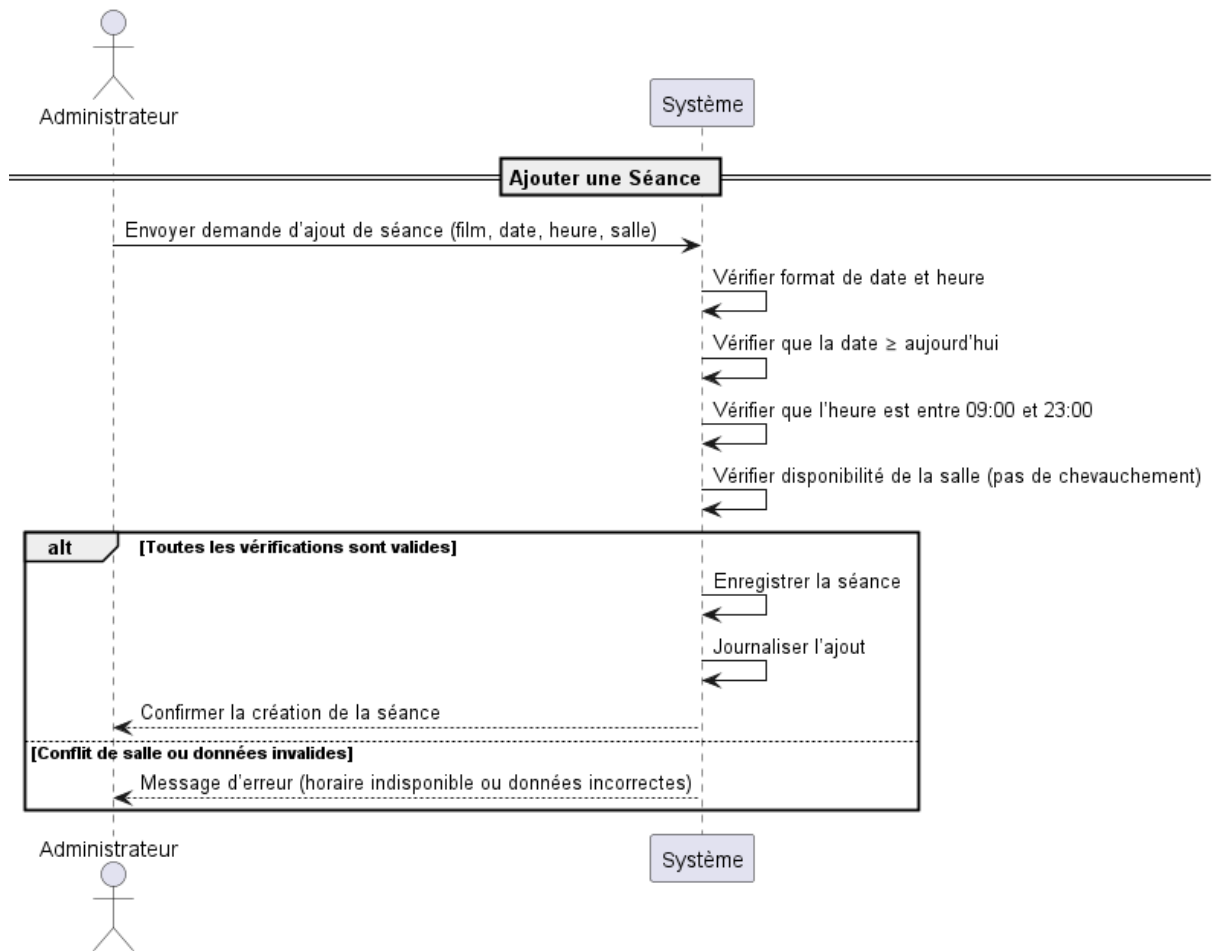 Administrateur
Système
Ajouter une Séance
Envoyer demande d'ajout de séance (film, date, heure, salle)
Vérifier format de date et heure
Vérifier que la date ≥ aujourd'hui
Vérifier que l'heure est entre 09:00 et 23:00
Vérifier disponibilité de la salle (pas de chevauchement)
alt [Toutes les vérifications sont valides]
Enregistrer la séance
Journaliser l'ajout
Confirmer la création de la séance
[Conflit de salle ou données invalides]
Message d'erreur (horaire indisponible ou données incorrectes)
Administrateur
Système